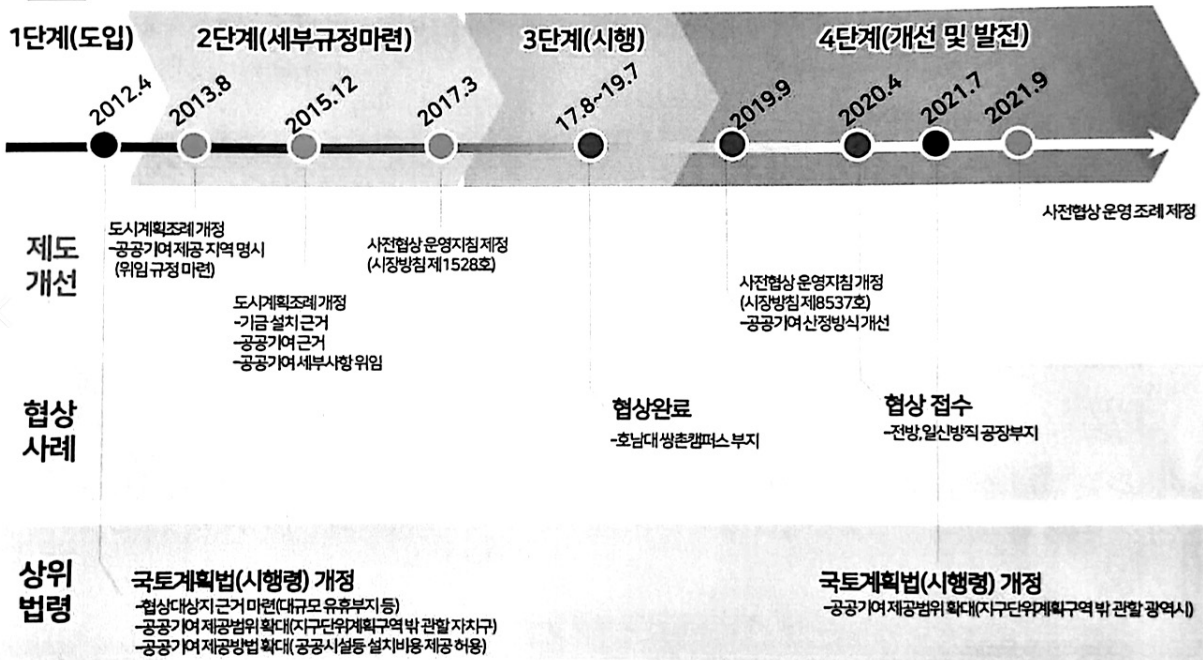 1단계(도입)
2단계(세부규정마련)
3단계(시행)
4단계(개선 및 발전)
2012.4
2013.8
2015.12
2017.3
17.8~19.7
2019.9
2020.4
2021.7
2021.9
제도
개선
도시계획조례 개정
-공공기여 제공 지역 명시
(위임 규정 마련)
도시계획조례 개정
-기금 설치 근거
-공공기여 근거
-공공기여 세부사항 위임
사전협상 운영지침 제정
(시장방침 제1528호)
사전협상 운영지침 개정
(시장방침 제8537호)
-공공기여 산정방식 개선
사전협상 운영 조례 제정
협상
사례
협상완료
-호남대 쌍촌캠퍼스 부지
협상 접수
-전방,일신방직 공장부지
상위
법령
국토계획법(시행령) 개정
-협상대상지 근거 마련(대규모 유휴부지 등)
-공공기여 제공범위 확대(지구단위계획구역 밖 관할 자치구)
-공공기여 제공방법 확대(공공시설등 설치비용 제공 허용)
국토계획법(시행령) 개정
-공공기여 제공범위 확대(지구단위계획구역 밖 관할 광역시)